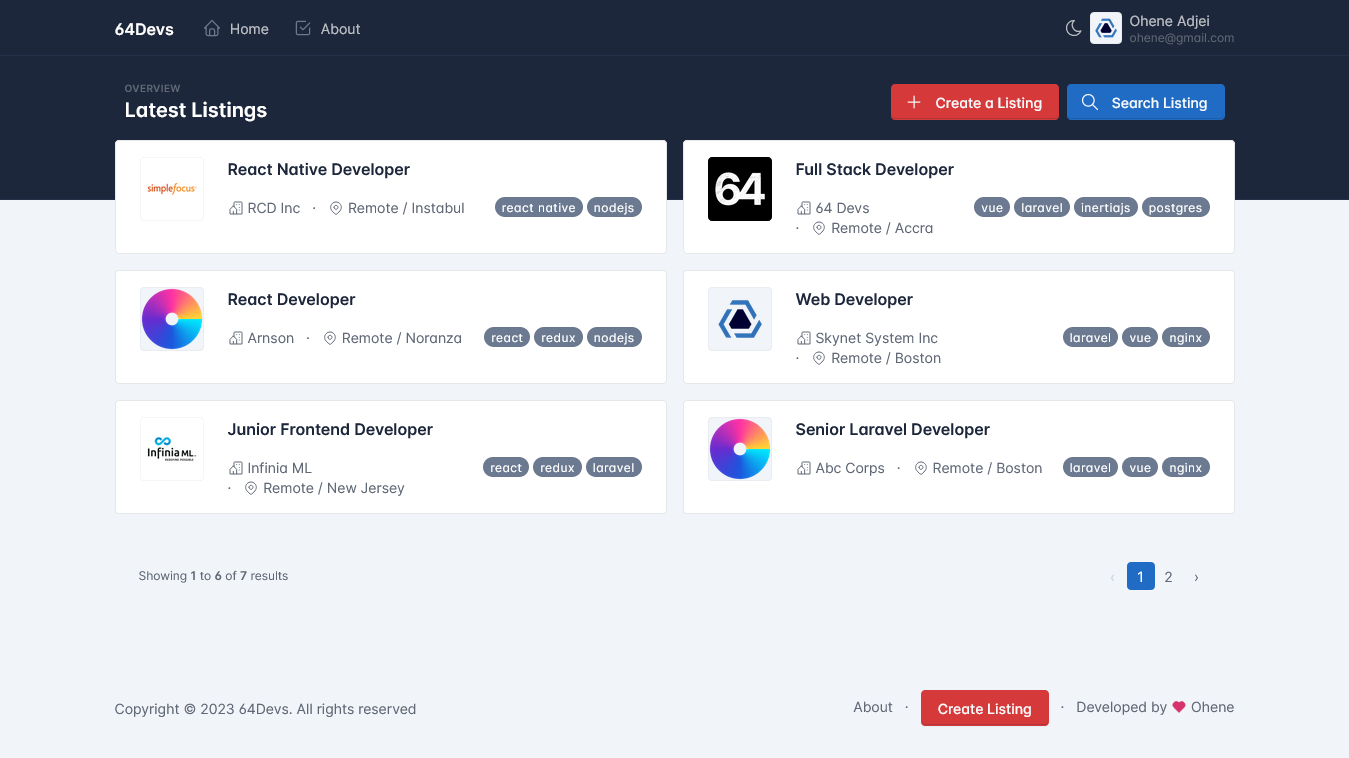 64Devs
Home
About
Ohene Adjei
ohene@gmail.com
OVERVIEW
Latest Listings
Create a Listing
Search Listing
simplefocus
React Native Developer
RCD Inc · Remote / Instabul
react native nodejs
64
Full Stack Developer
64 Devs
· Remote / Accra
vue laravel inertiajs postgres
React Developer
Arnson · Remote / Noranza
react redux nodejs
Web Developer
Skynet System Inc
· Remote / Boston
laravel vue nginx
Infinia ML
Junior Frontend Developer
Infinia ML
· Remote / New Jersey
react redux laravel
Senior Laravel Developer
Abc Corps · Remote / Boston
laravel vue nginx
Showing 1 to 6 of 7 results
‹ 1 2 ›
Copyright © 2023 64Devs. All rights reserved
About · Create Listing · Developed by ♥ Ohene